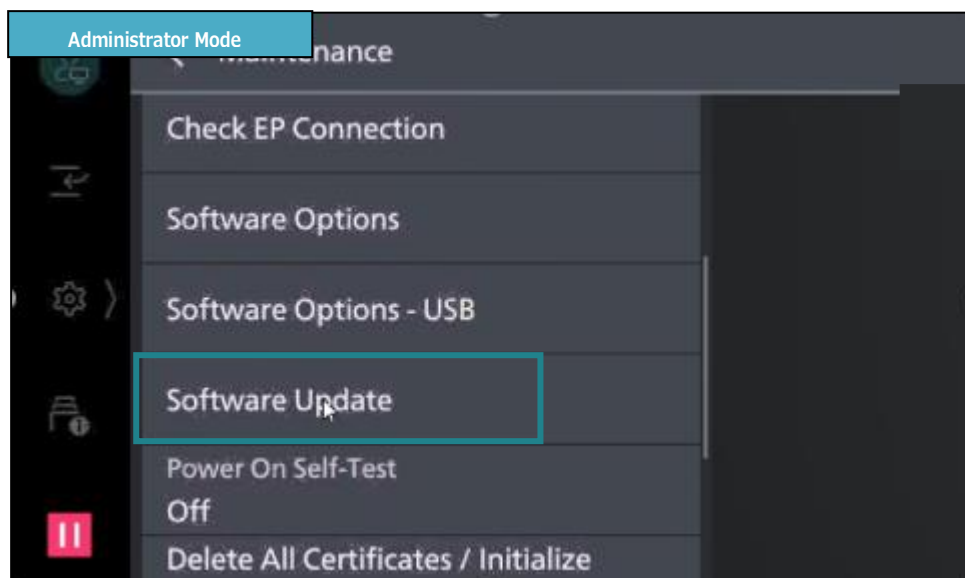 Administrator Mode
Maintenance
Check EP Connection
Software Options
Software Options - USB
Software Update
Power On Self-Test
Off
Delete All Certificates / Initialize